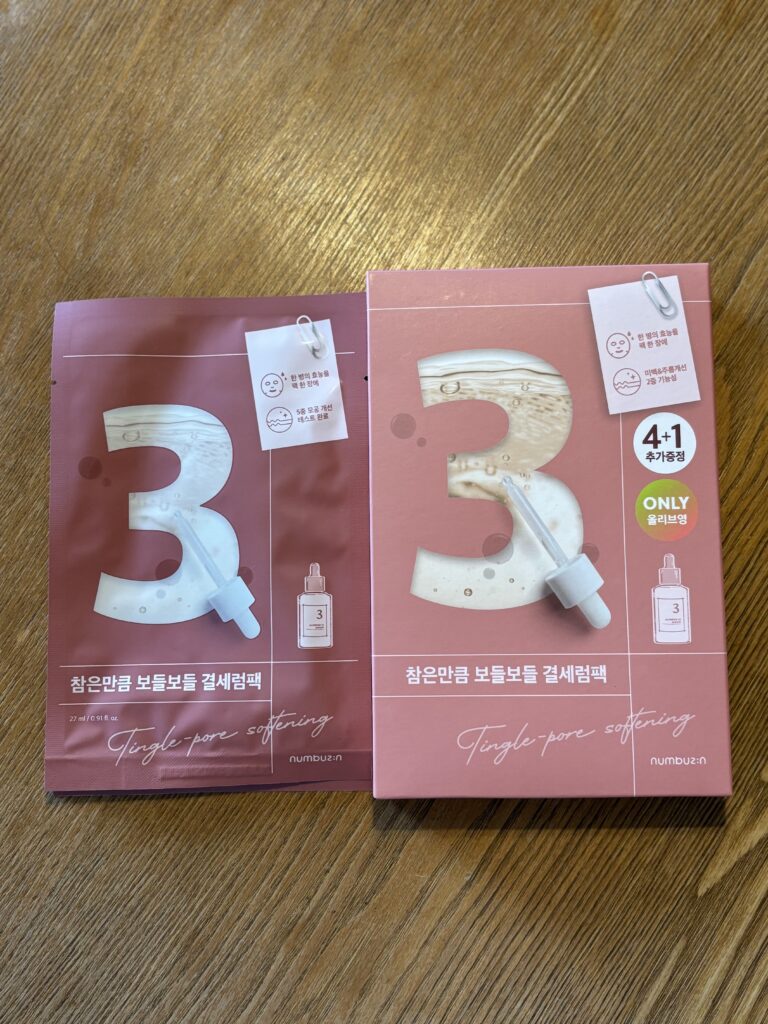 한 병의 효능을
팩 한 장에
5중 모공 개선
테스트 완료
3
3
참은만큼 보들보들 결세럼팩
27 ml / 0.91 fl. oz.
Tingle-pore softening
numbuz:n
한 병의 효능을
팩 한 장에
미백&주름개선
2중 기능성
3
4+1
추가증정
ONLY
올리브영
3
참은만큼 보들보들 결세럼팩
Tingle-pore softening
numbuz:n